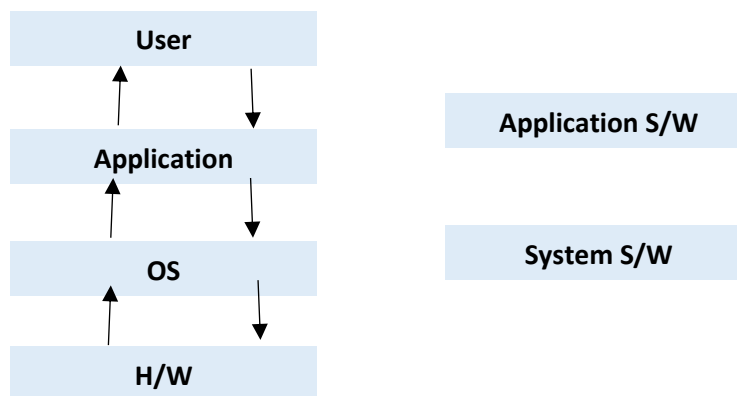 User
Application
OS
H/W
Application S/W
System S/W